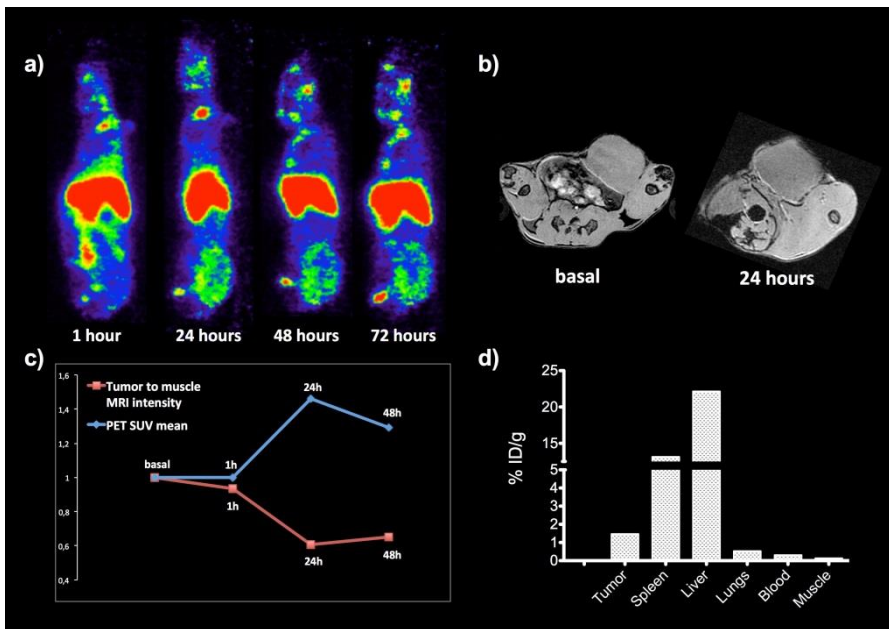 a)
1 hour
24 hours
48 hours
72 hours
b)
basal
24 hours
c)
1,6
1,4
1,2
1
0,8
0,6
0,4
Tumor to muscle
MRI intensity
PET SUV mean
basal
1h
24h
48h
1h
24h
48h
d)
% ID/g
25
20
15
5
4
3
2
1
0
Tumor
Spleen
Liver
Lungs
Blood
Muscle